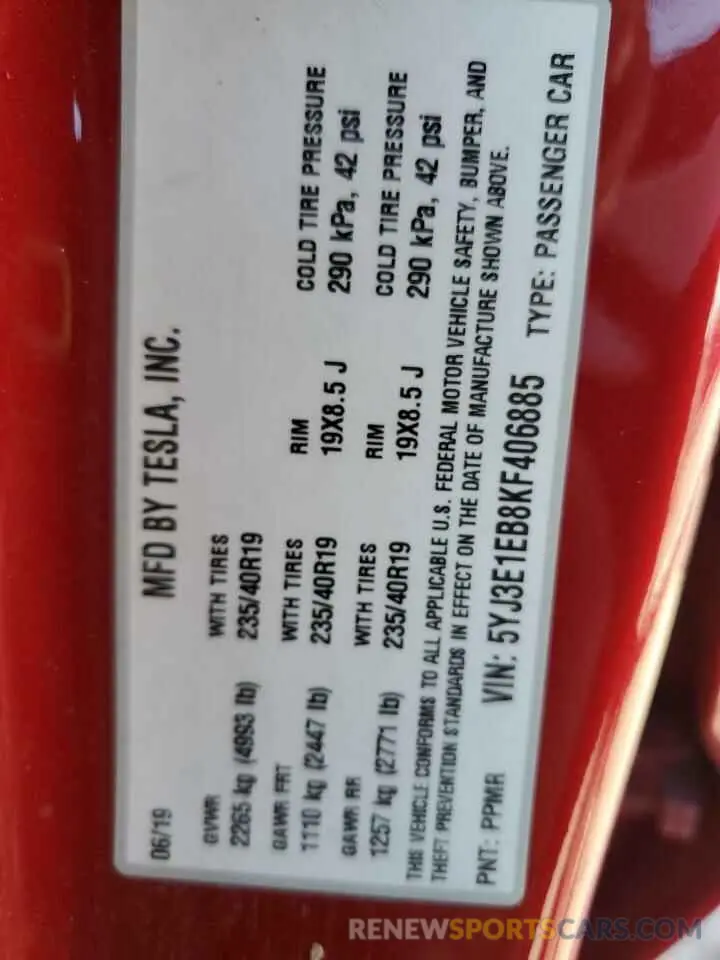 06/19 MFD BY TESLA, INC.
GVWR WITH TIRES
2265 kg (4993 lb) 235/40R19
GAWR FRT WITH TIRES RIM COLD TIRE PRESSURE
1110 kg (2447 lb) 235/40R19 19X8.5 J 290 kPa, 42 psi
GAWR RR WITH TIRES RIM COLD TIRE PRESSURE
1257 kg (2771 lb) 235/40R19 19X8.5 J 290 kPa, 42 psi
THIS VEHICLE CONFORMS TO ALL APPLICABLE U.S. FEDERAL MOTOR VEHICLE SAFETY, BUMPER, AND
THEFT PREVENTION STANDARDS IN EFFECT ON THE DATE OF MANUFACTURE SHOWN ABOVE.
PNT: PPMR VIN: 5YJ3E1EB8KF406885 TYPE: PASSENGER CAR
RENEWSPORTSCARS.COM